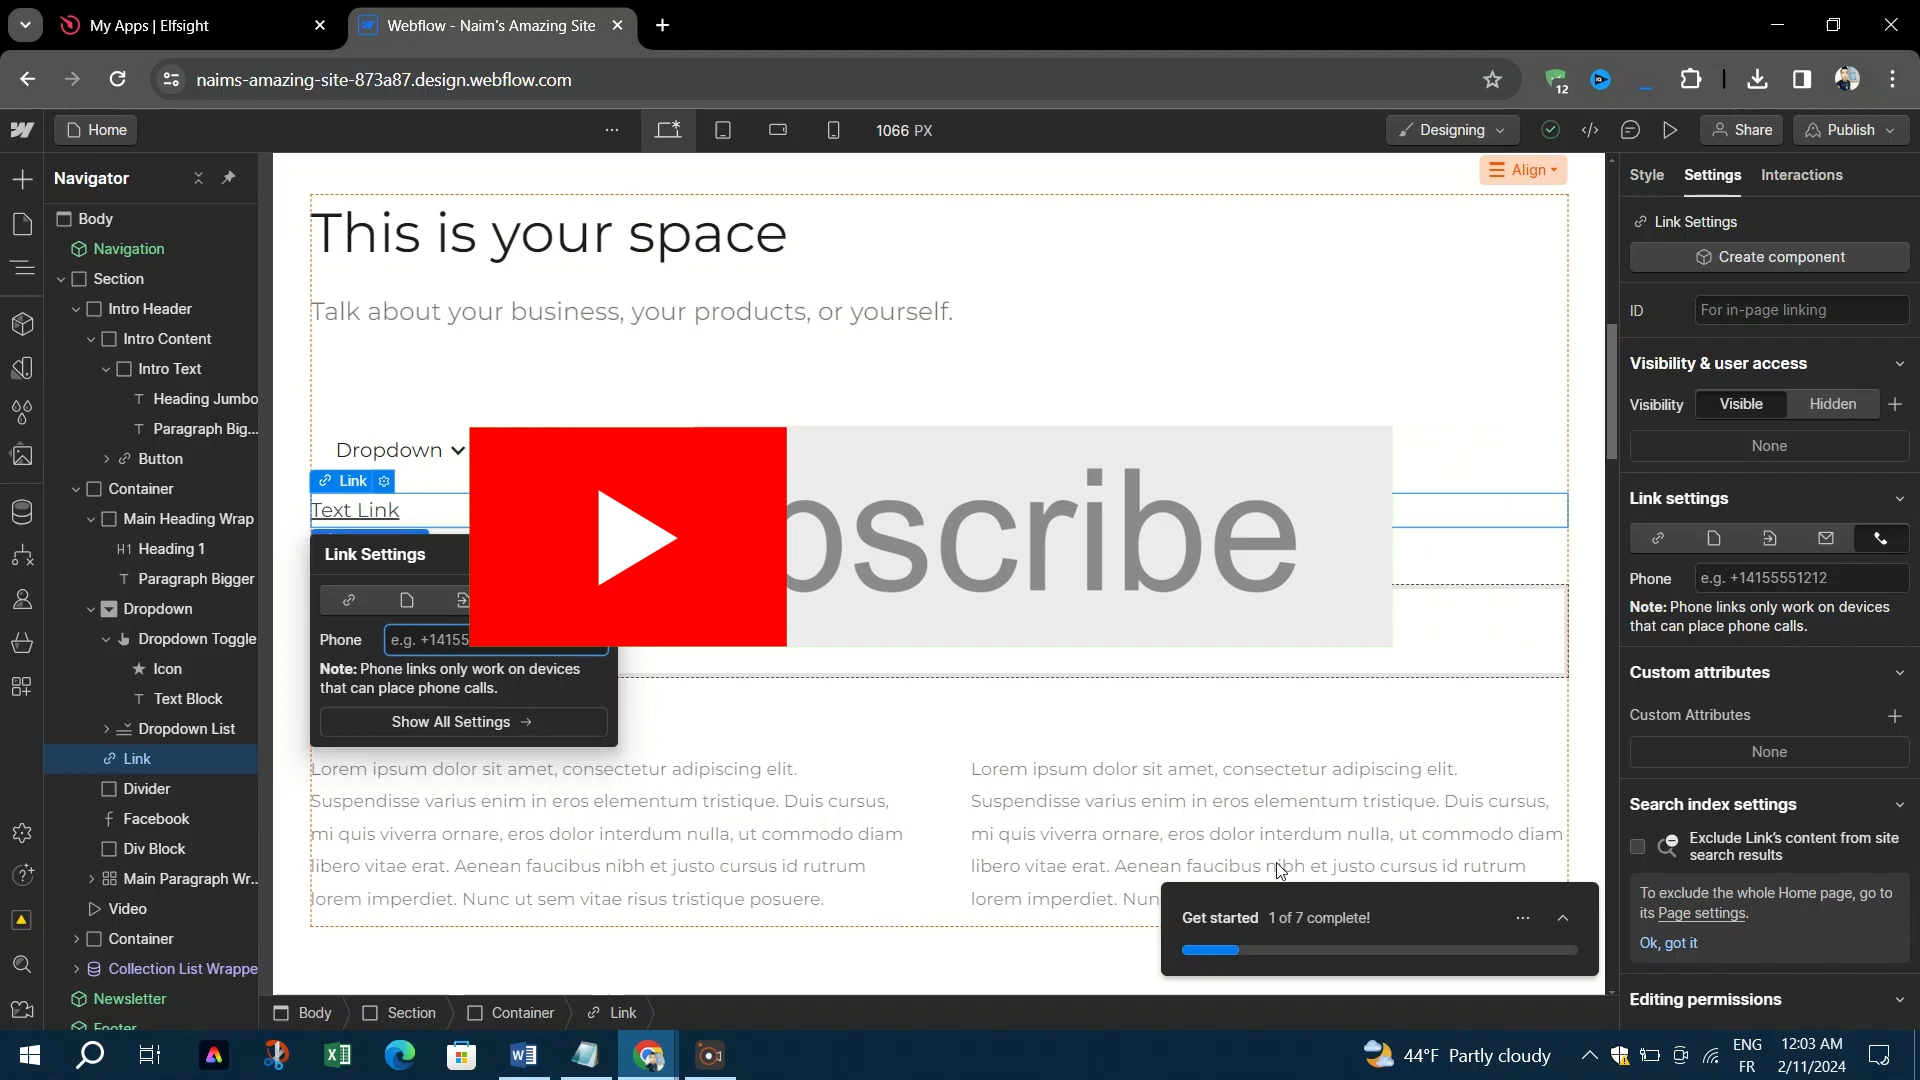 My Apps | Elfsight
Webflow - Naim's Amazing Site
naims-amazing-site-873a87.design.webflow.com
12
Home
1066 PX
Designing
Share
Publish
Navigator
Body
Navigation
Section
Intro Header
Intro Content
Intro Text
Heading Jumbo
Paragraph Big...
Button
Container
Main Heading Wrap
H1 Heading 1
Paragraph Bigger
Dropdown
Dropdown Toggle
Icon
Text Block
Dropdown List
Link
Divider
Facebook
Div Block
Main Paragraph Wr...
Video
Container
Collection List Wrappe
Newsletter
Footer
Align
This is your space
Talk about your business, your products, or yourself.
Dropdown
Link
Text Link
bscribe
Link Settings
Phone e.g. +14155
Note: Phone links only work on devices
that can place phone calls.
Show All Settings
Lorem ipsum dolor sit amet, consectetur adipiscing elit.
Suspendisse varius enim in eros elementum tristique. Duis cursus,
mi quis viverra ornare, eros dolor interdum nulla, ut commodo diam
libero vitae erat. Aenean faucibus nibh et justo cursus id rutrum
lorem imperdiet. Nunc ut sem vitae risus tristique posuere.
Lorem ipsum dolor sit amet, consectetur adipiscing elit.
Suspendisse varius enim in eros elementum tristique. Duis cursus,
mi quis viverra ornare, eros dolor interdum nulla, ut commodo diam
libero vitae erat. Aenean faucibus nibh et justo cursus id rutrum
lorem imperdiet. Nun
Get started 1 of 7 complete!
Body
Section
Container
Link
Style
Settings
Interactions
Link Settings
Create component
ID For in-page linking
Visibility & user access
Visibility Visible Hidden
None
Link settings
Phone e.g. +14155551212
Note: Phone links only work on devices
that can place phone calls.
Custom attributes
Custom Attributes
None
Search index settings
Exclude Link's content from site
search results
To exclude the whole Home page, go to
its Page settings.
Ok, got it
Editing permissions
44°F Partly cloudy
ENG
FR
12:03 AM
2/11/2024